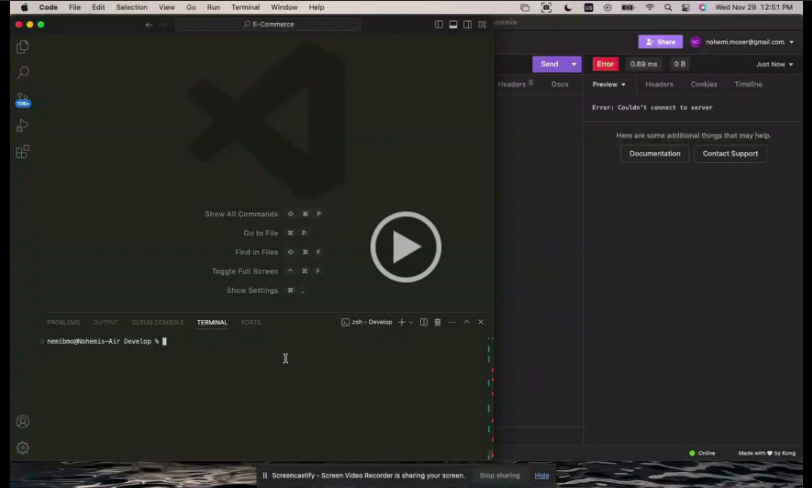 Code File Edit Selection View Go Run Terminal Window Help Wed Nov 29 12:51 PM
E-Commerce
Share nohemi.moser@gmail.com
Send Error 0.89 ms 0 B Just Now
Headers Docs Preview Headers Cookies Timeline
Error: Couldn't connect to server
Here are some additional things that may help.
Documentation Contact Support
Show All Commands ⇧ ⌘ P
Go to File ⌘ P
Find in Files ⇧ ⌘ F
Toggle Full Screen ^ ⌘ F
Show Settings ⌘ ,
PROBLEMS OUTPUT DEBUG CONSOLE TERMINAL PORTS zsh - Develop
nemibmo@Nohemis-Air Develop %
Online Made with ♥ by Kong
Screencastify - Screen Video Recorder is sharing your screen. Stop sharing Hide